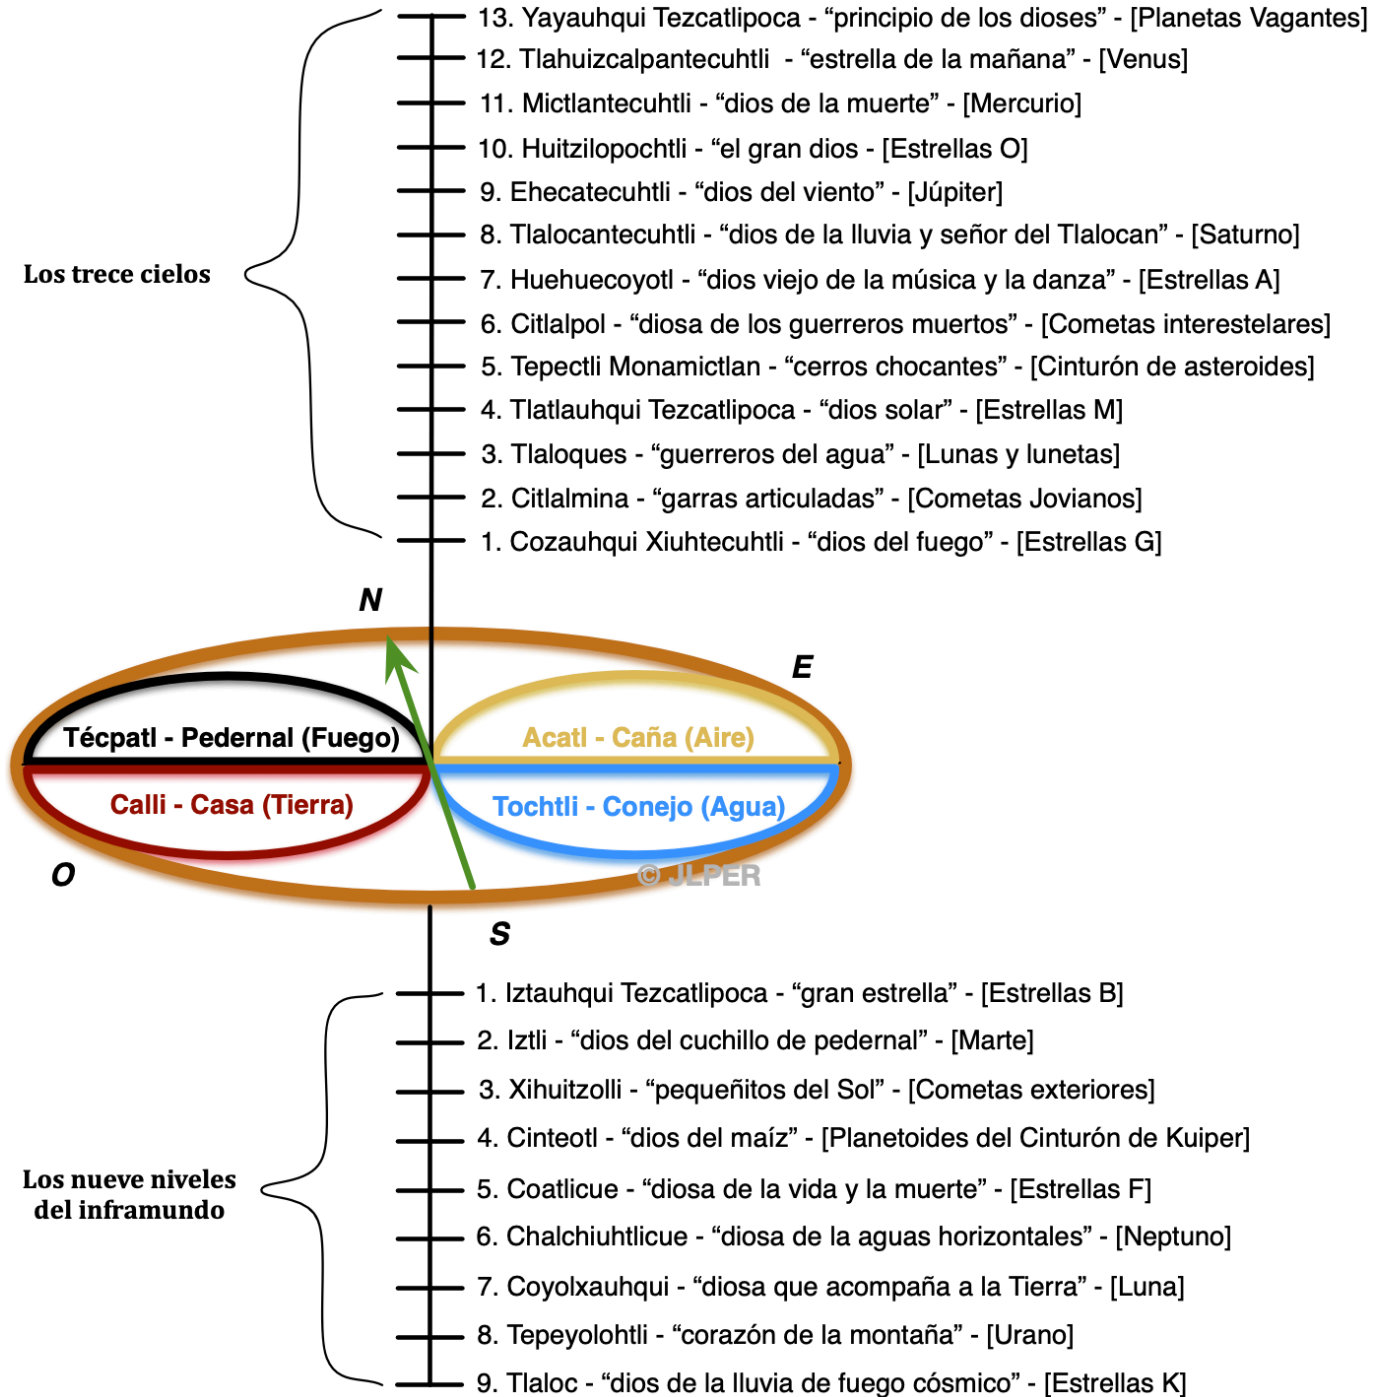 13. Yayauhqui Tezcatlipoca - “principio de los dioses” - [Planetas Vagantes]
12. Tlahuizcalpantecuhtli - “estrella de la mañana” - [Venus]
11. Mictlantecuhtli - “dios de la muerte” - [Mercurio]
10. Huitzilopochtli - “el gran dios - [Estrellas O]
9. Ehecatecuhtli - “dios del viento” - [Júpiter]
8. Tlalocantecuhtli - “dios de la lluvia y señor del Tlalocan” - [Saturno]
Los trece cielos
7. Huehuecoyotl - “dios viejo de la música y la danza” - [Estrellas A]
6. Citlalpol - “diosa de los guerreros muertos” - [Cometas interestelares]
5. Tepectli Monamictlan - “cerros chocantes” - [Cinturón de asteroides]
4. Tlatlauhqui Tezcatlipoca - “dios solar” - [Estrellas M]
3. Tlaloques - “guerreros del agua” - [Lunas y lunetas]
2. Citlalmina - “garras articuladas” - [Cometas Jovianos]
1. Cozauhqui Xiuhtecuhtli - “dios del fuego” - [Estrellas G]
N
E
Técpatl - Pedernal (Fuego)
Acatl - Caña (Aire)
Calli - Casa (Tierra)
Tochtli - Conejo (Agua)
O
© JLPER
S
1. Iztauhqui Tezcatlipoca - “gran estrella” - [Estrellas B]
2. Iztli - “dios del cuchillo de pedernal” - [Marte]
3. Xihuitzolli - “pequeñitos del Sol” - [Cometas exteriores]
4. Cinteotl - “dios del maíz” - [Planetoides del Cinturón de Kuiper]
Los nueve niveles
del inframundo
5. Coatlicue - “diosa de la vida y la muerte” - [Estrellas F]
6. Chalchiuhtlicue - “diosa de la aguas horizontales” - [Neptuno]
7. Coyolxauhqui - “diosa que acompaña a la Tierra” - [Luna]
8. Tepeyolohtli - “corazón de la montaña” - [Urano]
9. Tlaloc - “dios de la lluvia de fuego cósmico” - [Estrellas K]